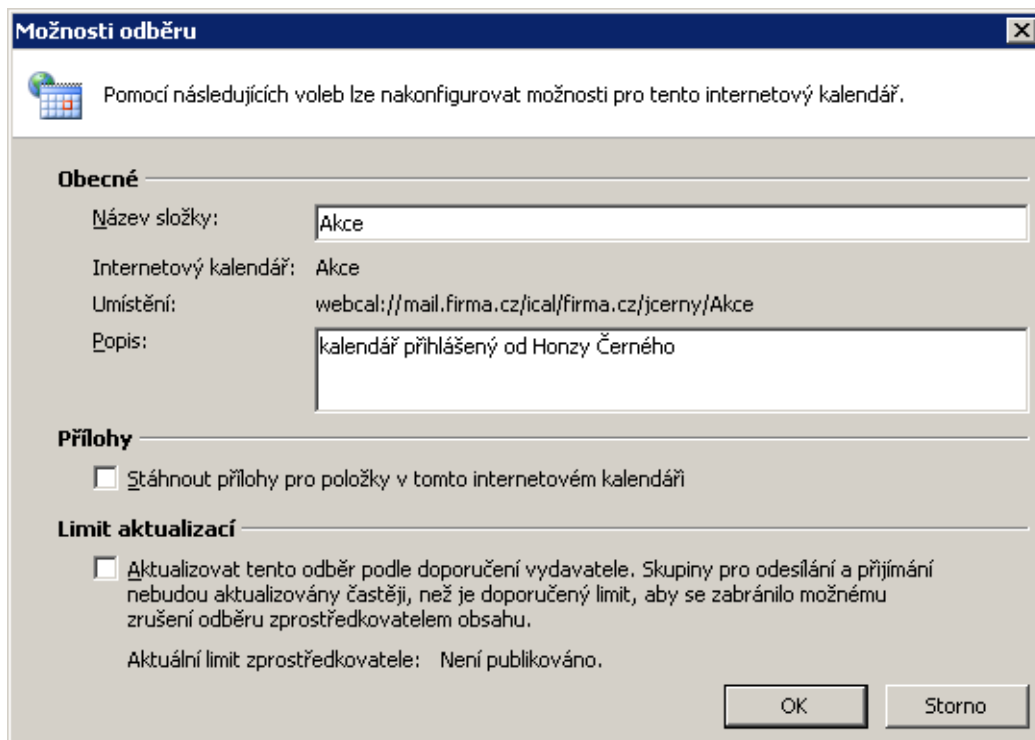 Možnosti odběru
Pomocí následujících voleb lze nakonfigurovat možnosti pro tento internetový kalendář.
Obecné
Název složky: Akce
Internetový kalendář: Akce
Umístění: webcal://mail.firma.cz/ical/firma.cz/jcerny/Akce
Popis: kalendář přihlášený od Honzy Černého
Přílohy
Stáhnout přílohy pro položky v tomto internetovém kalendáři
Limit aktualizací
Aktualizovat tento odběr podle doporučení vydavatele. Skupiny pro odesílání a přijímání
nebudou aktualizovány častěji, než je doporučený limit, aby se zabránilo možnému
zrušení odběru zprostředkovatelem obsahu.
Aktuální limit zprostředkovatele: Není publikováno.
OK Storno